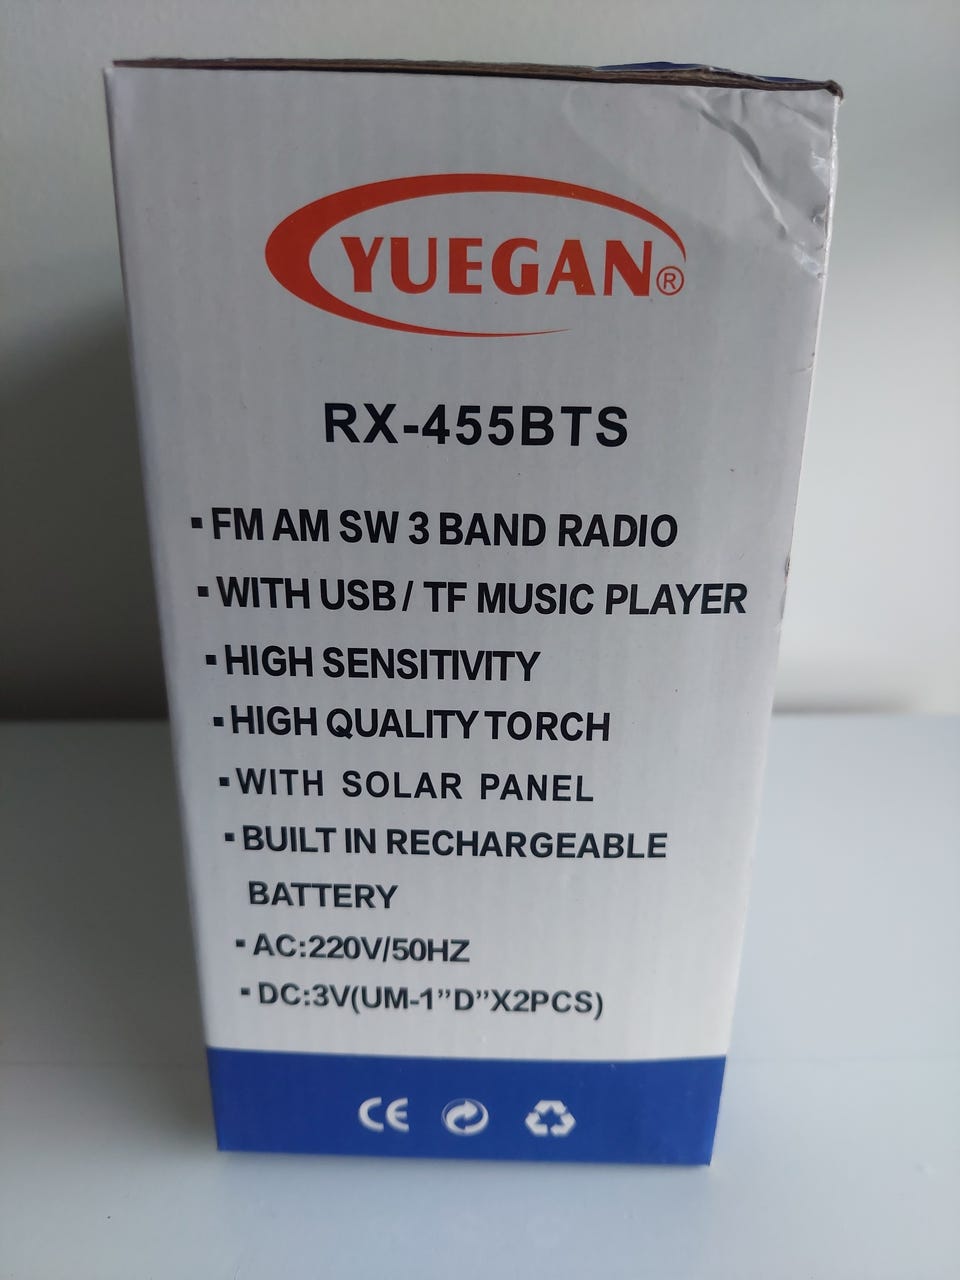 YUEGAN®
RX-455BTS
▪FM AM SW 3 BAND RADIO
▪WITH USB / TF MUSIC PLAYER
▪HIGH SENSITIVITY
▪HIGH QUALITY TORCH
▪WITH SOLAR PANEL
▪BUILT IN RECHARGEABLE
BATTERY
▪AC:220V/50HZ
▪DC:3V(UM-1”D”X2PCS)
CE